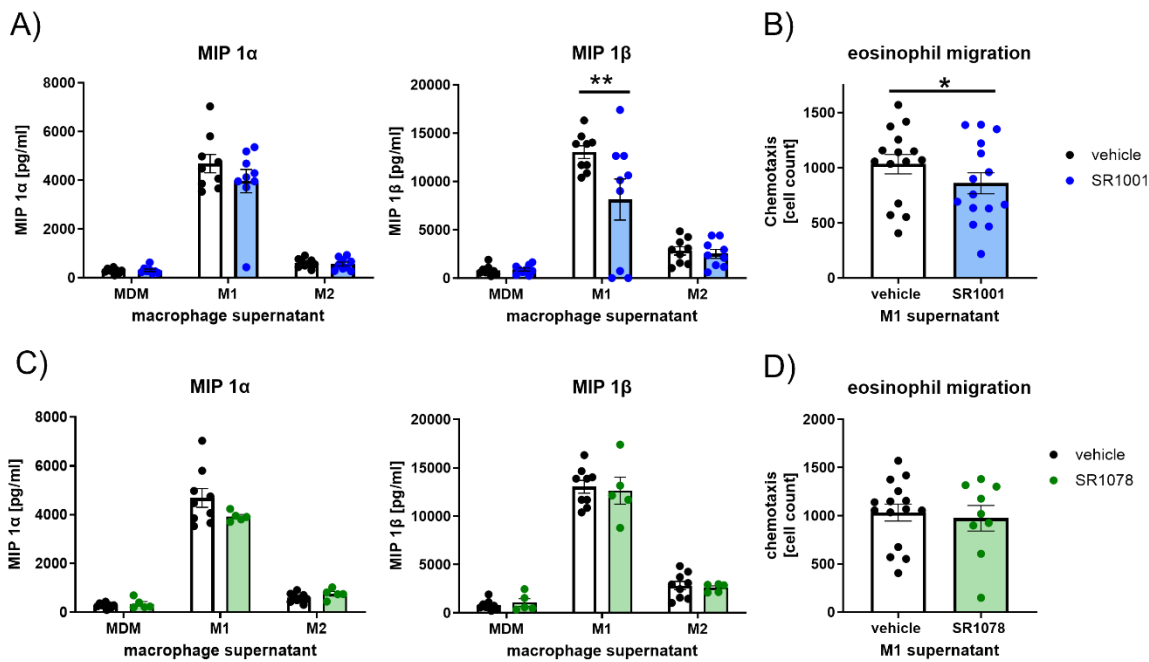 A)
MIP 1α
MIP 1α [pg/ml]
8000
6000
4000
2000
0
MDM
M1
M2
macrophage supernatant
MIP 1β
MIP 1β [pg/ml]
20000
15000
10000
5000
0
**
MDM
M1
M2
macrophage supernatant
B)
eosinophil migration
Chemotaxis
[cell count]
1500
1000
500
0
*
vehicle
SR1001
M1 supernatant
vehicle
SR1001
C)
MIP 1α
MIP 1α [pg/ml]
8000
6000
4000
2000
0
MDM
M1
M2
macrophage supernatant
MIP 1β
MIP 1β [pg/ml]
20000
15000
10000
5000
0
MDM
M1
M2
macrophage supernatant
D)
eosinophil migration
chemotaxis
[cell count]
2000
1500
1000
500
0
vehicle
SR1078
M1 supernatant
vehicle
SR1078